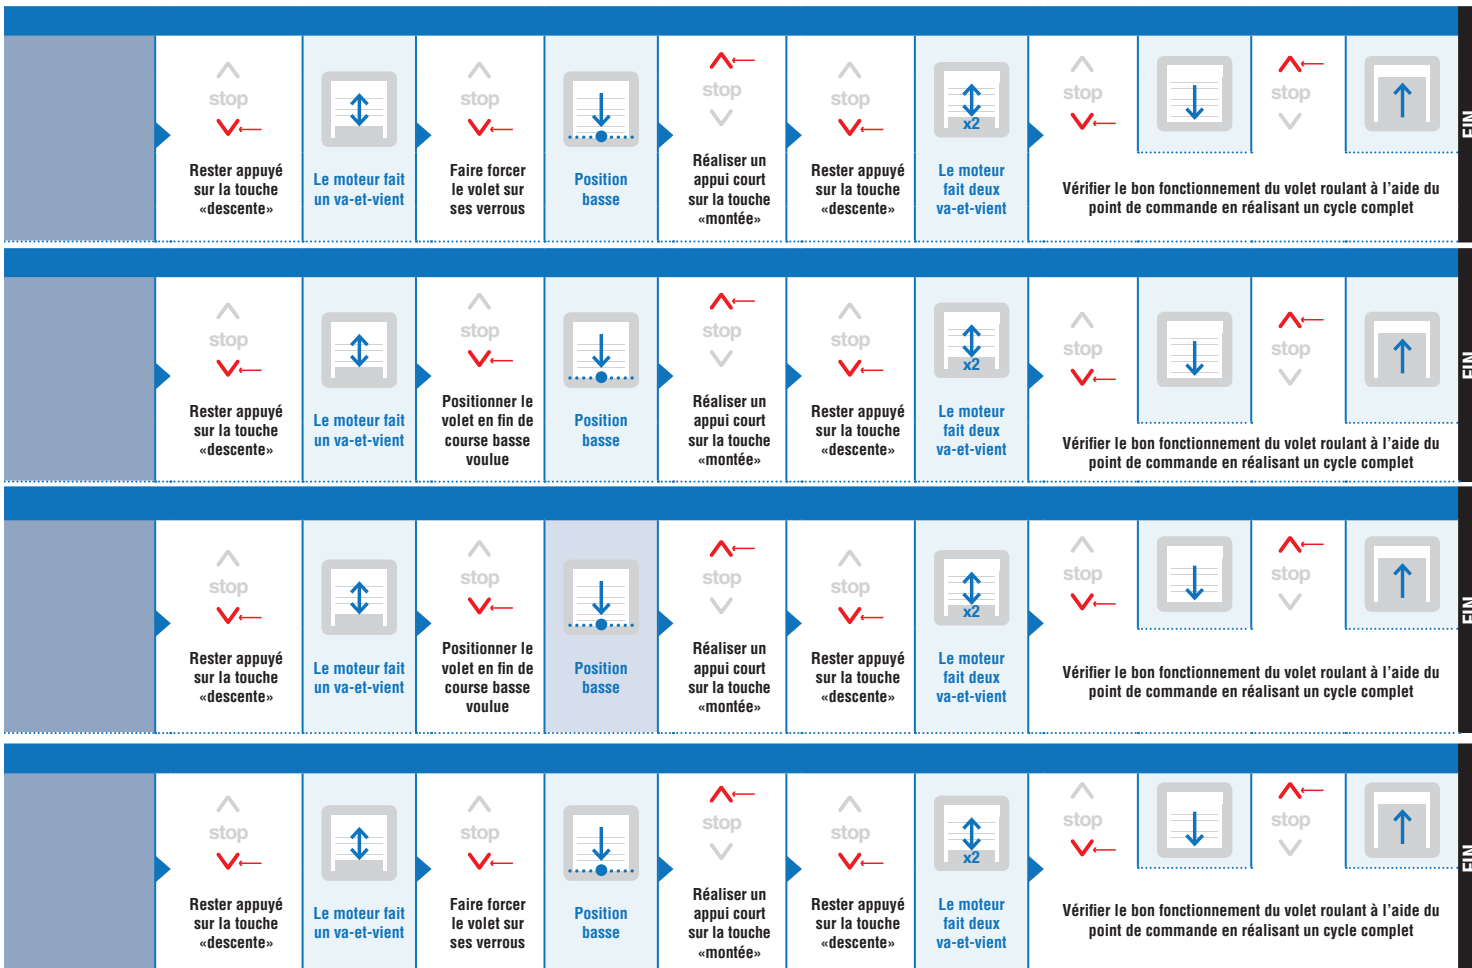 stop
Rester appuyé
sur la touche
«descente»
Le moteur fait
un va-et-vient
stop
Faire forcer
le volet sur
ses verrous
Position
basse
stop
Réaliser un
appui court
sur la touche
«montée»
stop
Rester appuyé
sur la touche
«descente»
x2
Le moteur
fait deux
va-et-vient
stop
stop
Vérifier le bon fonctionnement du volet roulant à l'aide du
point de commande en réalisant un cycle complet
FIN
stop
Rester appuyé
sur la touche
«descente»
Le moteur fait
un va-et-vient
stop
Positionner le
volet en fin de
course basse
voulue
Position
basse
stop
Réaliser un
appui court
sur la touche
«montée»
stop
Rester appuyé
sur la touche
«descente»
x2
Le moteur
fait deux
va-et-vient
stop
stop
Vérifier le bon fonctionnement du volet roulant à l'aide du
point de commande en réalisant un cycle complet
FIN
stop
Rester appuyé
sur la touche
«descente»
Le moteur fait
un va-et-vient
stop
Positionner le
volet en fin de
course basse
voulue
Position
basse
stop
Réaliser un
appui court
sur la touche
«montée»
stop
Rester appuyé
sur la touche
«descente»
x2
Le moteur
fait deux
va-et-vient
stop
stop
Vérifier le bon fonctionnement du volet roulant à l'aide du
point de commande en réalisant un cycle complet
FIN
stop
Rester appuyé
sur la touche
«descente»
Le moteur fait
un va-et-vient
stop
Faire forcer
le volet sur
ses verrous
Position
basse
stop
Réaliser un
appui court
sur la touche
«montée»
stop
Rester appuyé
sur la touche
«descente»
x2
Le moteur
fait deux
va-et-vient
stop
stop
Vérifier le bon fonctionnement du volet roulant à l'aide du
point de commande en réalisant un cycle complet
FIN